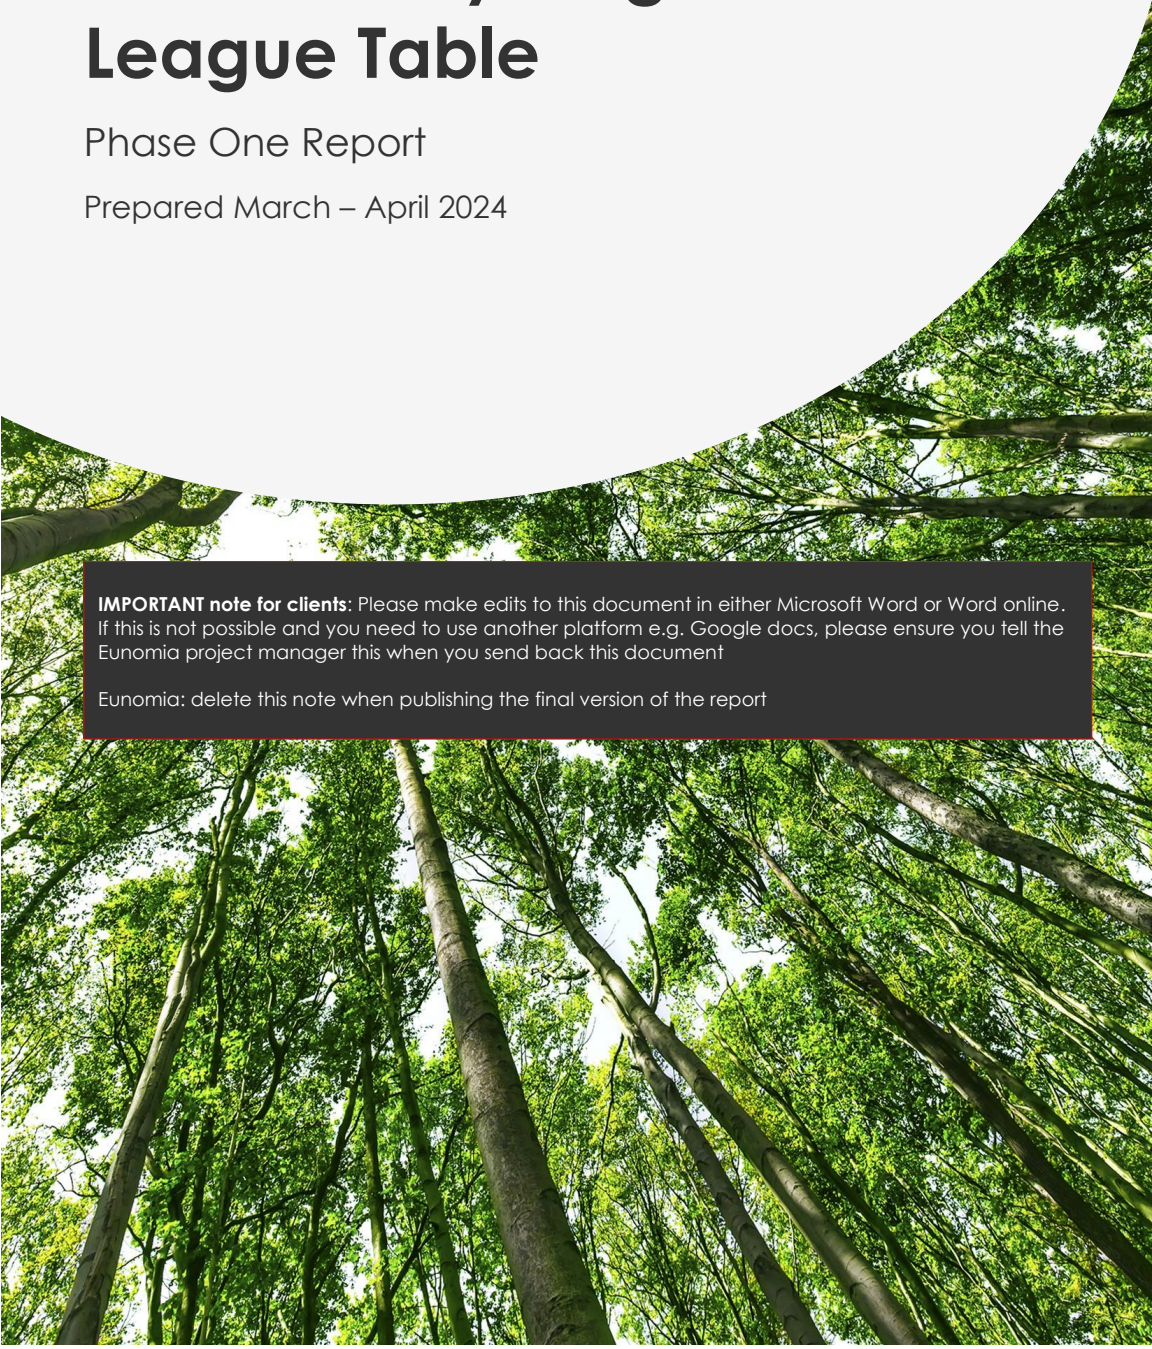 League Table
Phase One Report
Prepared March – April 2024
IMPORTANT note for clients: Please make edits to this document in either Microsoft Word or Word online.
If this is not possible and you need to use another platform e.g. Google docs, please ensure you tell the
Eunomia project manager this when you send back this document
Eunomia: delete this note when publishing the final version of the report